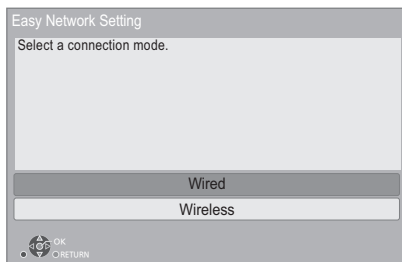 Easy Network Setting
Select a connection mode.
Wired
Wireless
OK
RETURN